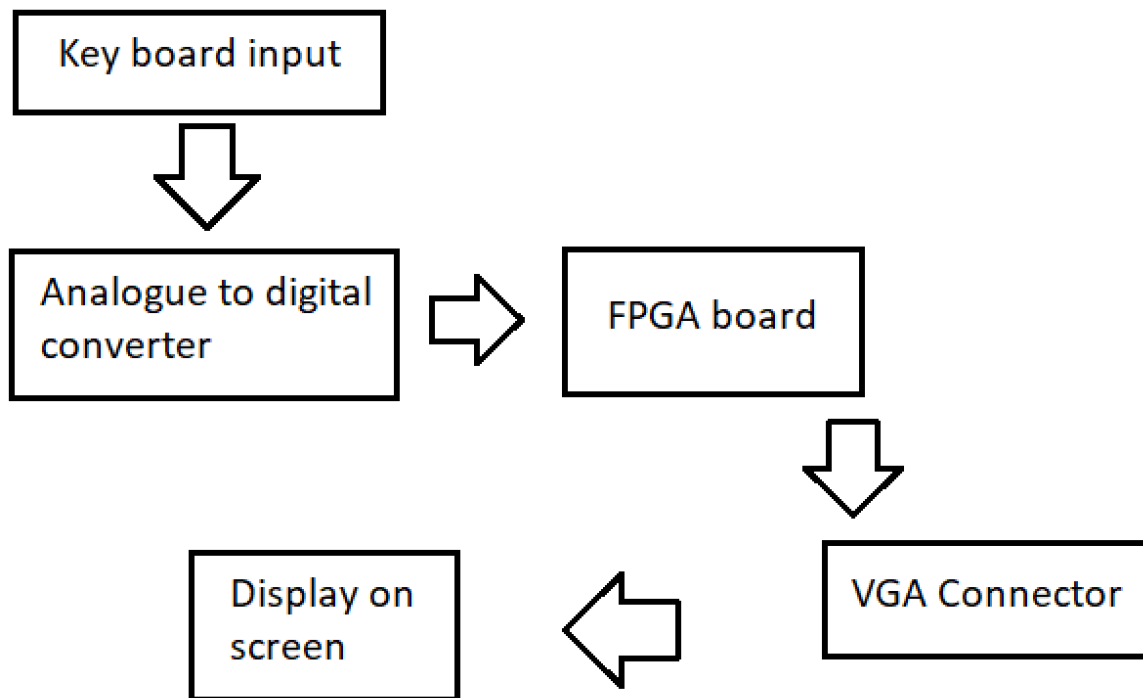 Key board input
Analogue to digital
converter
FPGA board
VGA Connector
Display on
screen